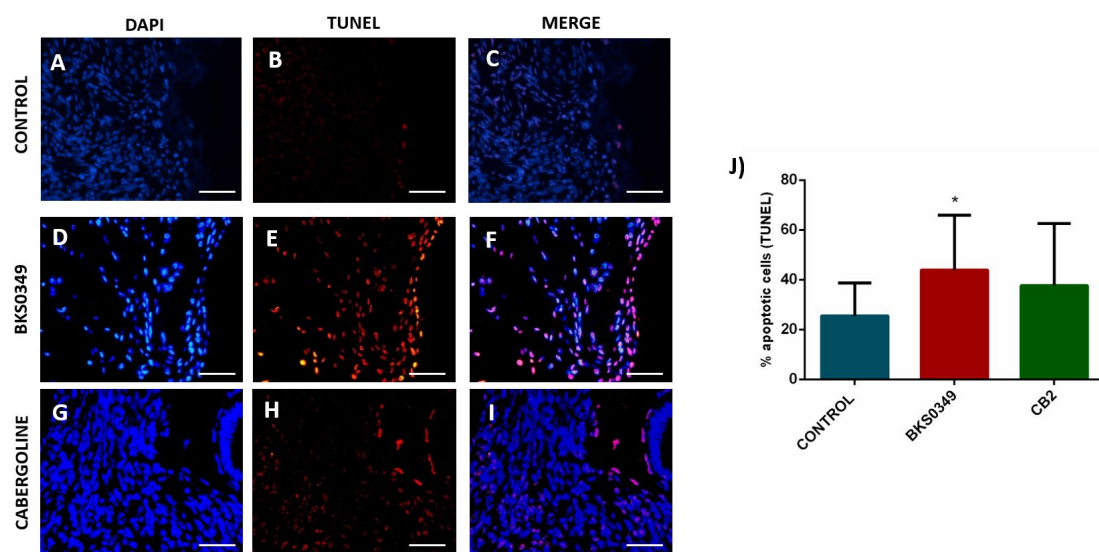 DAPI TUNEL MERGE
CONTROL
A B C
BKS0349
D E F
CABERGOLINE
G H I
J)
% apoptotic cells (TUNEL)
80
60
40
20
0
*
CONTROL
BKS0349
CB2